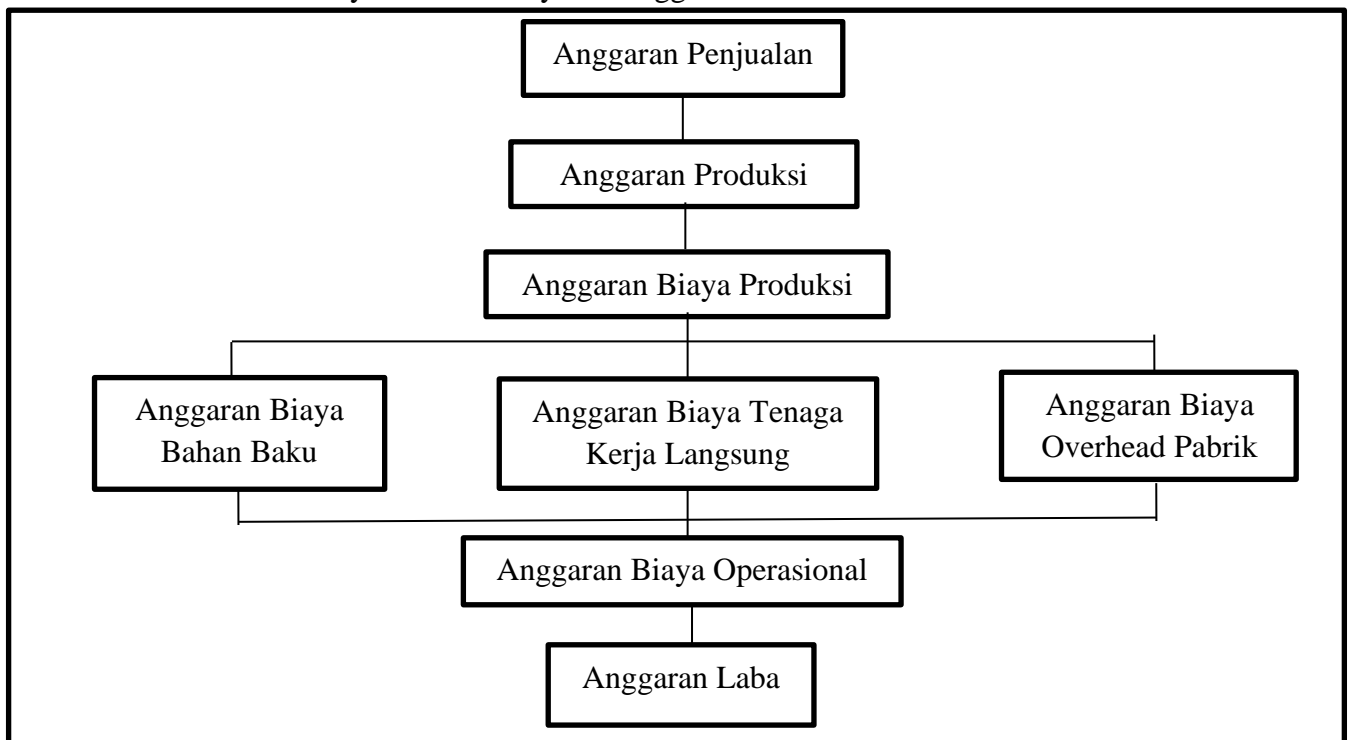 Anggaran Penjualan
Anggaran Produksi
Anggaran Biaya Produksi
Anggaran Biaya
Bahan Baku
Anggaran Biaya Tenaga
Kerja Langsung
Anggaran Biaya
Overhead Pabrik
Anggaran Biaya Operasional
Anggaran Laba